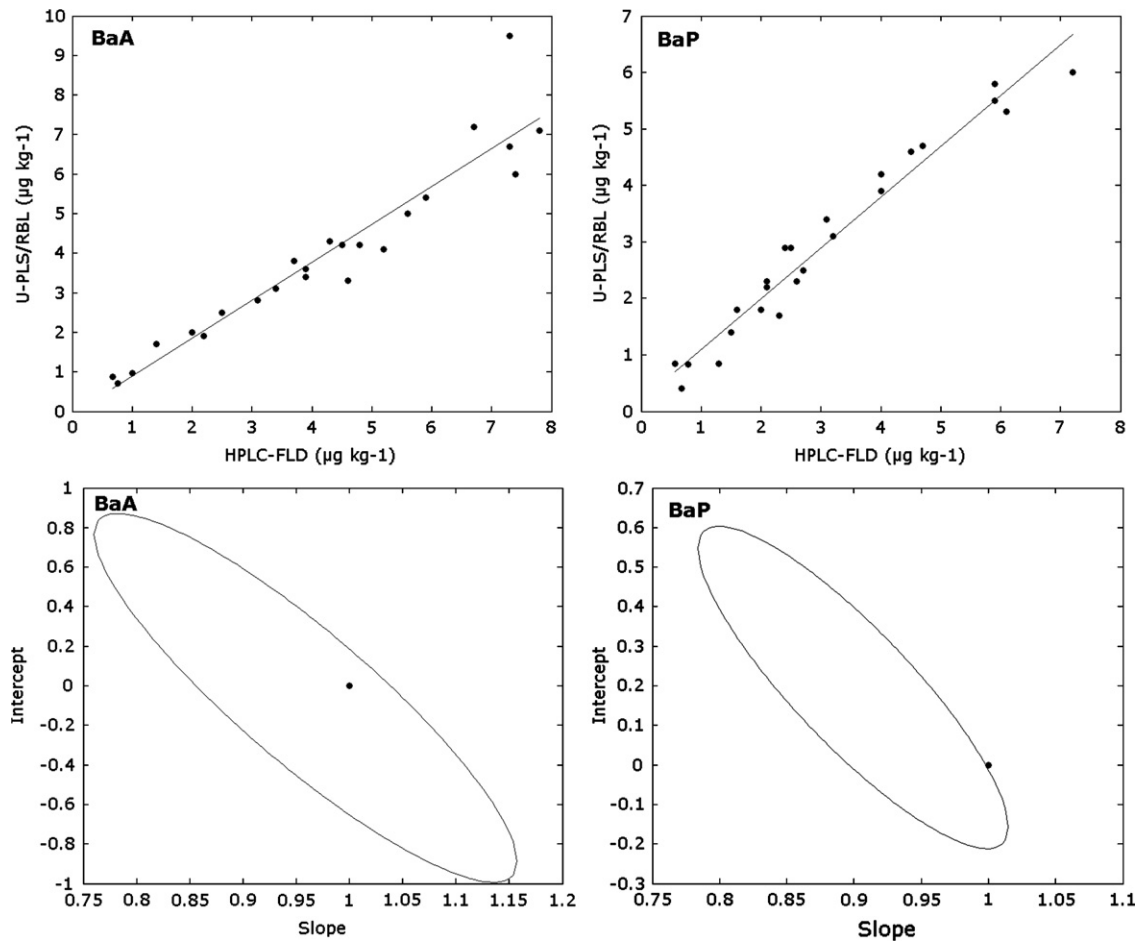 BaA
10
9
8
7
6
5
4
3
2
1
0
U-PLS/RBL (µg kg-1)
0 1 2 3 4 5 6 7 8
HPLC-FLD (µg kg-1)
BaP
7
6
5
4
3
2
1
0
U-PLS/RBL (µg kg-1)
0 1 2 3 4 5 6 7 8
HPLC-FLD (µg kg-1)
BaA
1
0.8
0.6
0.4
0.2
0
-0.2
-0.4
-0.6
-0.8
-1
Intercept
0.75 0.8 0.85 0.9 0.95 1 1.05 1.1 1.15 1.2
Slope
BaP
0.7
0.6
0.5
0.4
0.3
0.2
0.1
0
-0.1
-0.2
-0.3
Intercept
0.75 0.8 0.85 0.9 0.95 1 1.05 1.1
Slope